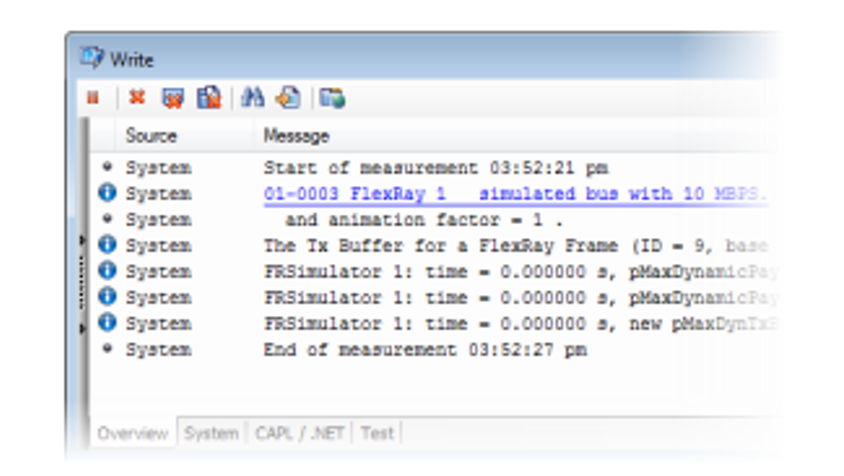 Write
Source Message
System Start of measurement 03:52:21 pm
System 01-0003 FlexRay 1 simulated bus with 10 MBPS.
System and animation factor = 1 .
System The Tx Buffer for a FlexRay Frame (ID = 9, base
System FRSimulator 1: time = 0.000000 s, pMaxDynamicPay
System FRSimulator 1: time = 0.000000 s, pMaxDynamicPay
System FRSimulator 1: time = 0.000000 s, new pMaxDynTxB
System End of measurement 03:52:27 pm
Overview System CAPL / .NET Test